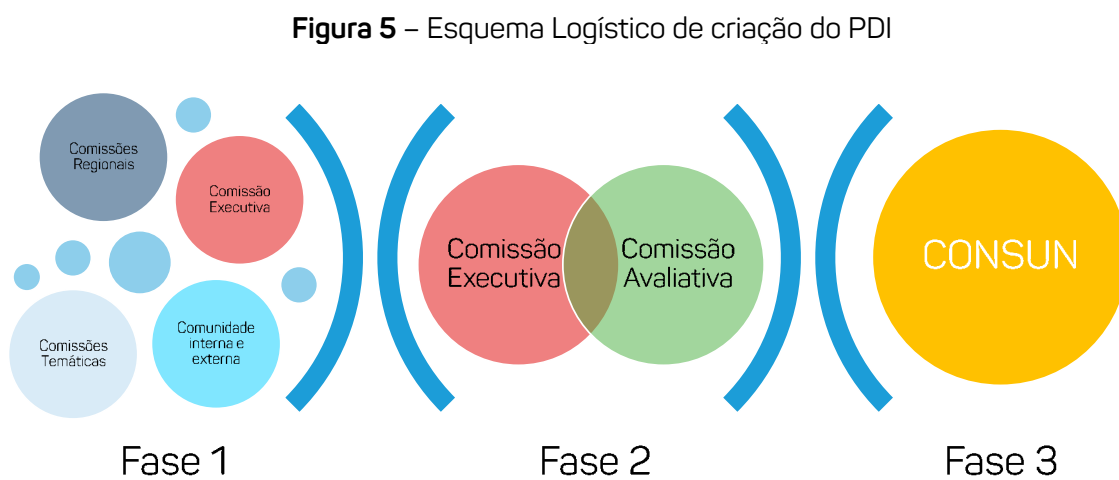 Figura 5 – Esquema Logístico de criação do PDI
Comissões
Regionais
Comissão
Executiva
Comissões
Temáticas
Comunidade
interna e
externa
Comissão
Executiva
Comissão
Avaliativa
CONSUN
Fase 1
Fase 2
Fase 3